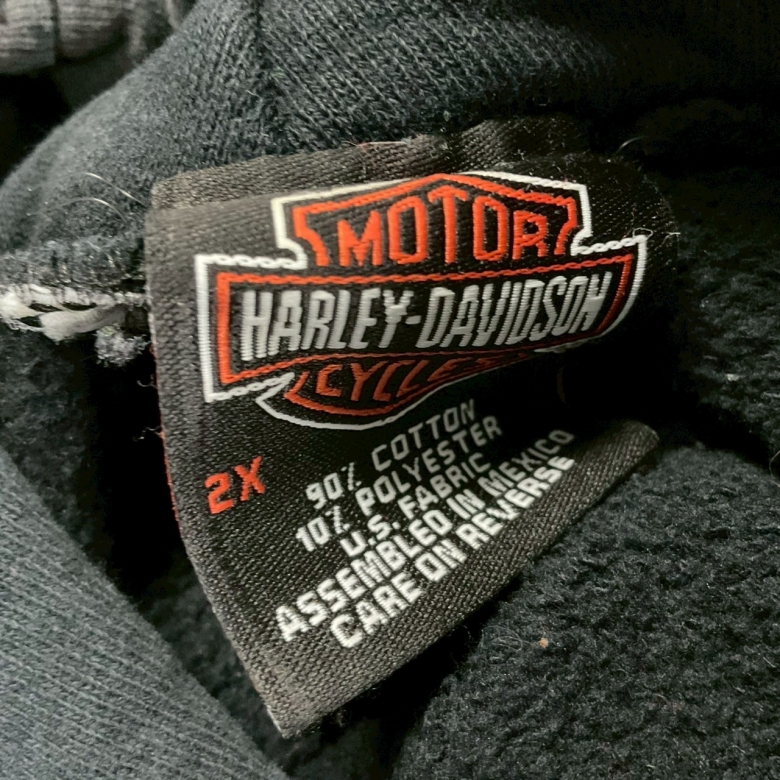 MOTOR
HARLEY-DAVIDSON
CYCLES
2X
90% COTTON
10% POLYESTER
U.S. FABRIC
ASSEMBLED IN MEXICO
CARE ON REVERSE